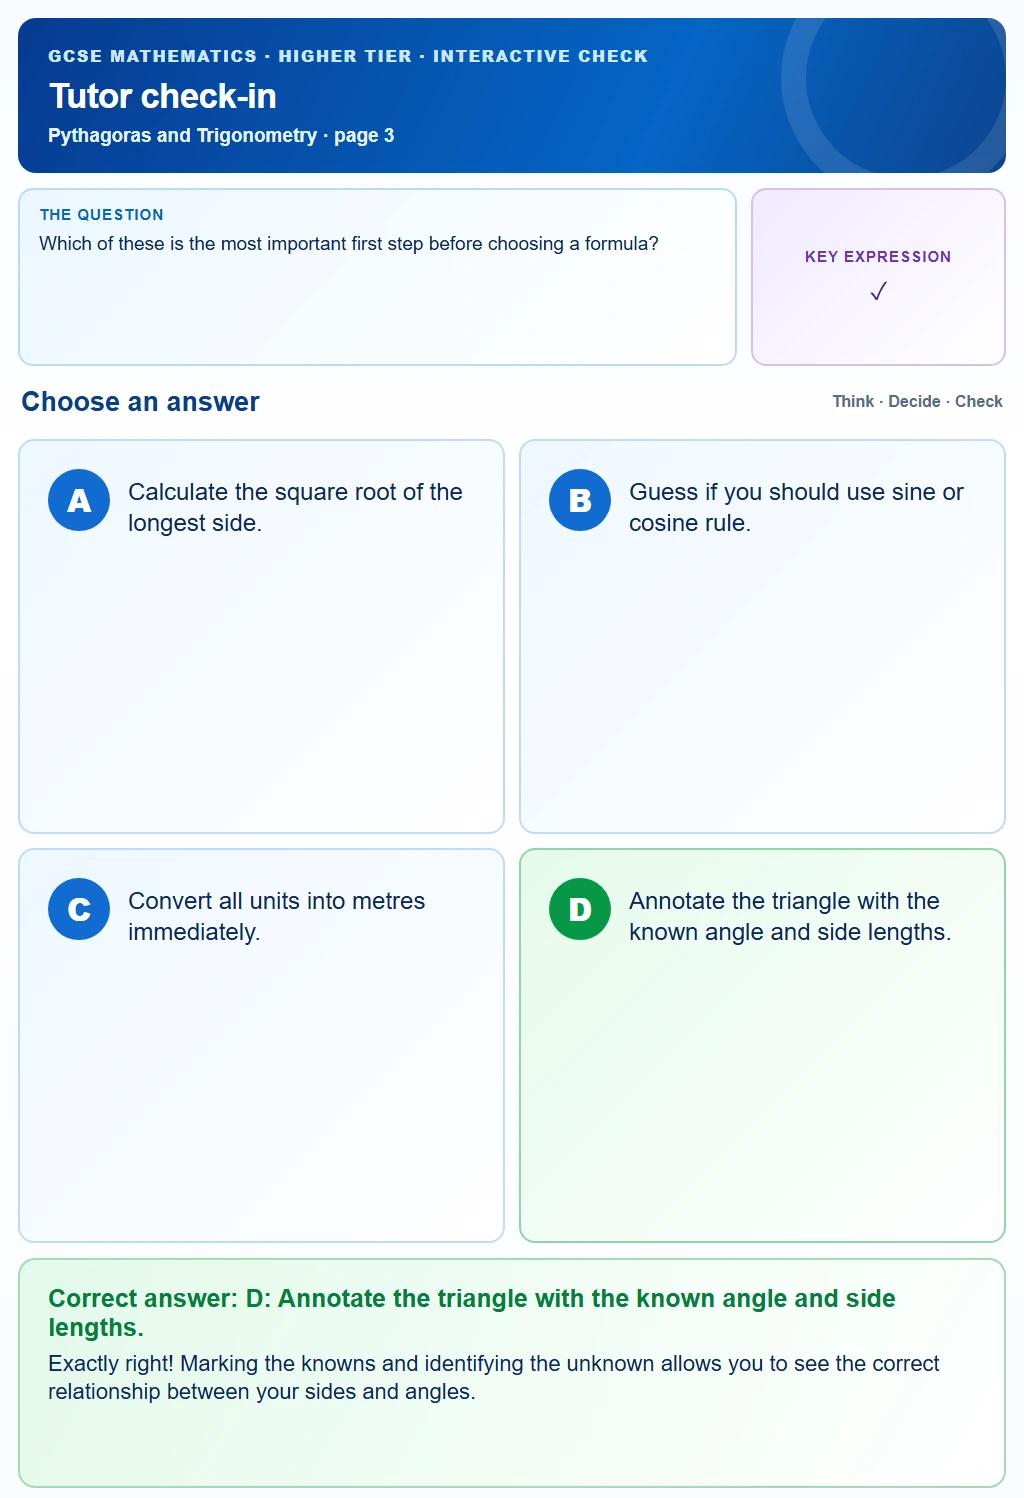 GCSE MATHEMATICS · HIGHER TIER · INTERACTIVE CHECK
Tutor check-in
Pythagoras and Trigonometry · page 3
THE QUESTION
Which of these is the most important first step before choosing a formula?
KEY EXPRESSION
✓
Choose an answer
Think · Decide · Check
A
Calculate the square root of the
longest side.
B
Guess if you should use sine or
cosine rule.
C
Convert all units into metres
immediately.
D
Annotate the triangle with the
known angle and side lengths.
Correct answer: D: Annotate the triangle with the known angle and side
lengths.
Exactly right! Marking the knowns and identifying the unknown allows you to see the correct
relationship between your sides and angles.